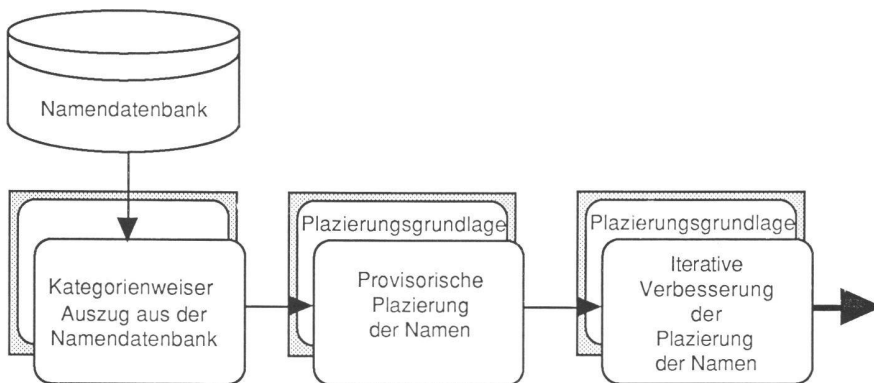 Namendatenbank
Kategorienweiser
Auszug aus der
Namendatenbank
Plazierungsgrundlage
Provisorische
Plazierung
der Namen
Plazierungsgrundlage
Iterative
Verbesserung
der
Plazierung
der Namen